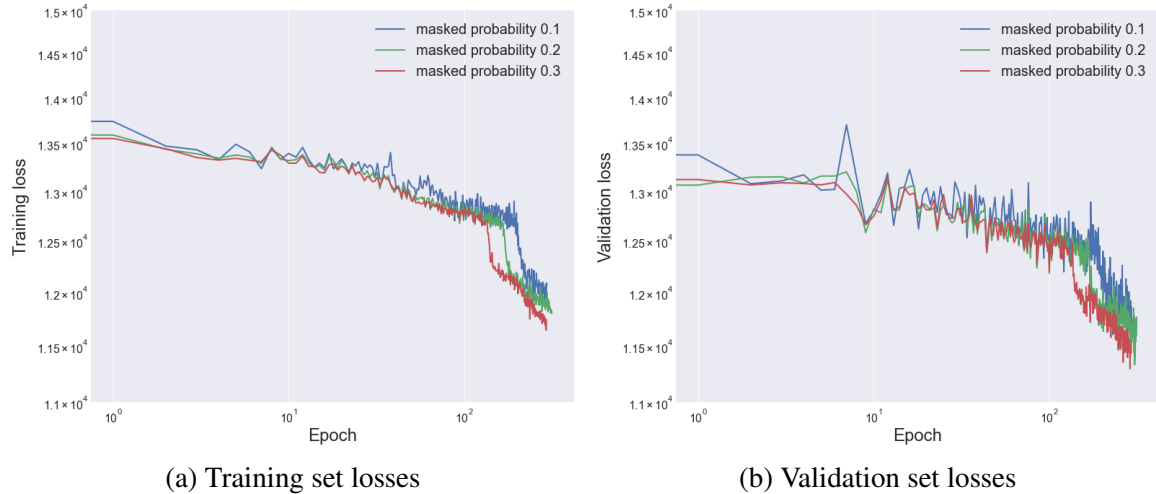 1.5 × 10⁴
1.45 × 10⁴
1.4 × 10⁴
1.35 × 10⁴
1.3 × 10⁴
1.25 × 10⁴
1.2 × 10⁴
1.15 × 10⁴
1.1 × 10⁴
Training loss
masked probability 0.1
masked probability 0.2
masked probability 0.3
10⁰
10¹
10²
Epoch
(a) Training set losses
1.5 × 10⁴
1.45 × 10⁴
1.4 × 10⁴
1.35 × 10⁴
1.3 × 10⁴
1.25 × 10⁴
1.2 × 10⁴
1.15 × 10⁴
1.1 × 10⁴
Validation loss
masked probability 0.1
masked probability 0.2
masked probability 0.3
10⁰
10¹
10²
Epoch
(b) Validation set losses